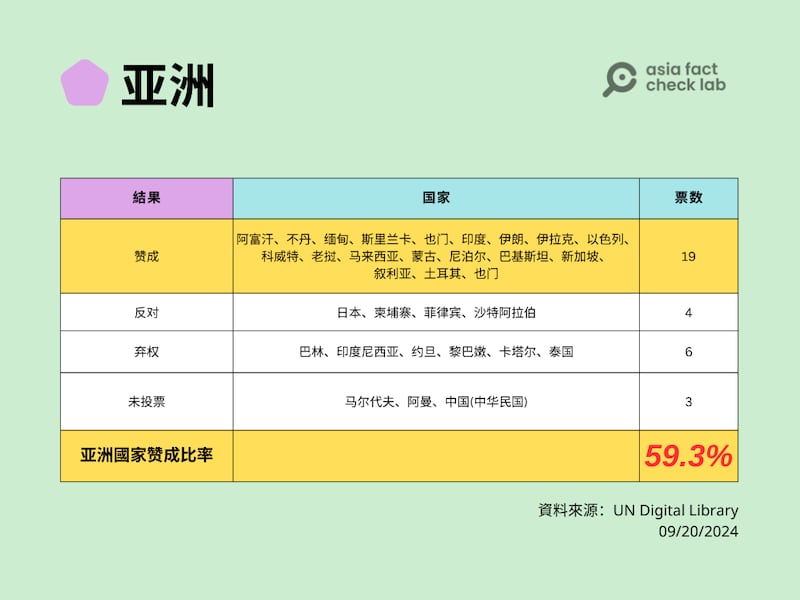 亚洲
asia fact
check lab
結果 国家 票数
赞成 阿富汗、不丹、缅甸、斯里兰卡、也门、印度、伊朗、伊拉克、以色列、 19
科威特、老挝、马来西亚、蒙古、尼泊尔、巴基斯坦、新加坡、
叙利亚、土耳其、也门
反对 日本、柬埔寨、菲律宾、沙特阿拉伯 4
弃权 巴林、印度尼西亚、约旦、黎巴嫩、卡塔尔、泰国 6
未投票 马尔代夫、阿曼、中国(中华民国) 3
亚洲國家赞成比率 59.3%
資料來源：UN Digital Library
09/20/2024